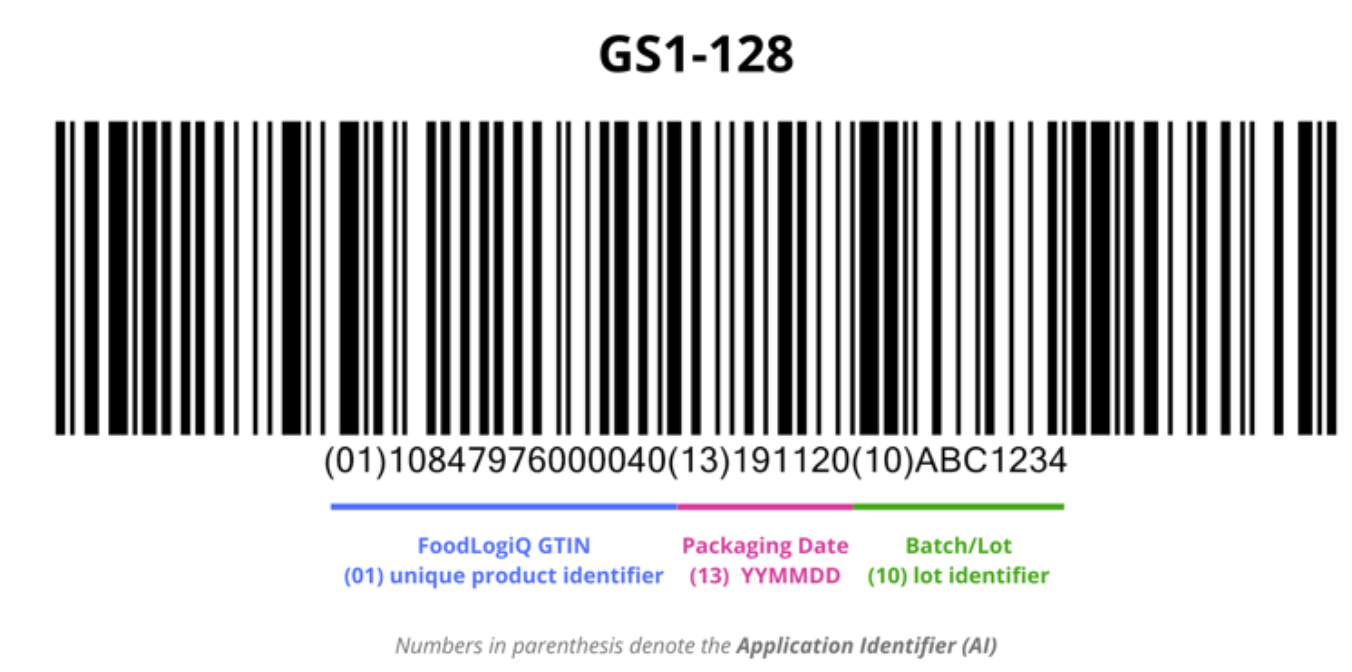 GS1-128
(01)10847976000040(13)191120(10)ABC1234
FoodLogiQ GTIN
(01) unique product identifier
Packaging Date
(13) YYMMDD
Batch/Lot
(10) lot identifier
Numbers in parenthesis denote the Application Identifier (AI)